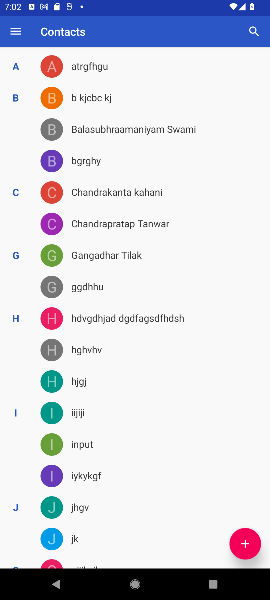 7:02
Contacts
A
A atrgfhgu
B
B b kjcbc kj
B Balasubhraamaniyam Swami
B bgrghy
C
C Chandrakanta kahani
C Chandrapratap Tanwar
G
G Gangadhar Tilak
G ggdhhu
H
H hdvgdhjad dgdfagsdfhdsh
H hghvhv
H hjgj
I
I iijiji
I input
I iykykgf
J
J jhgv
J jk